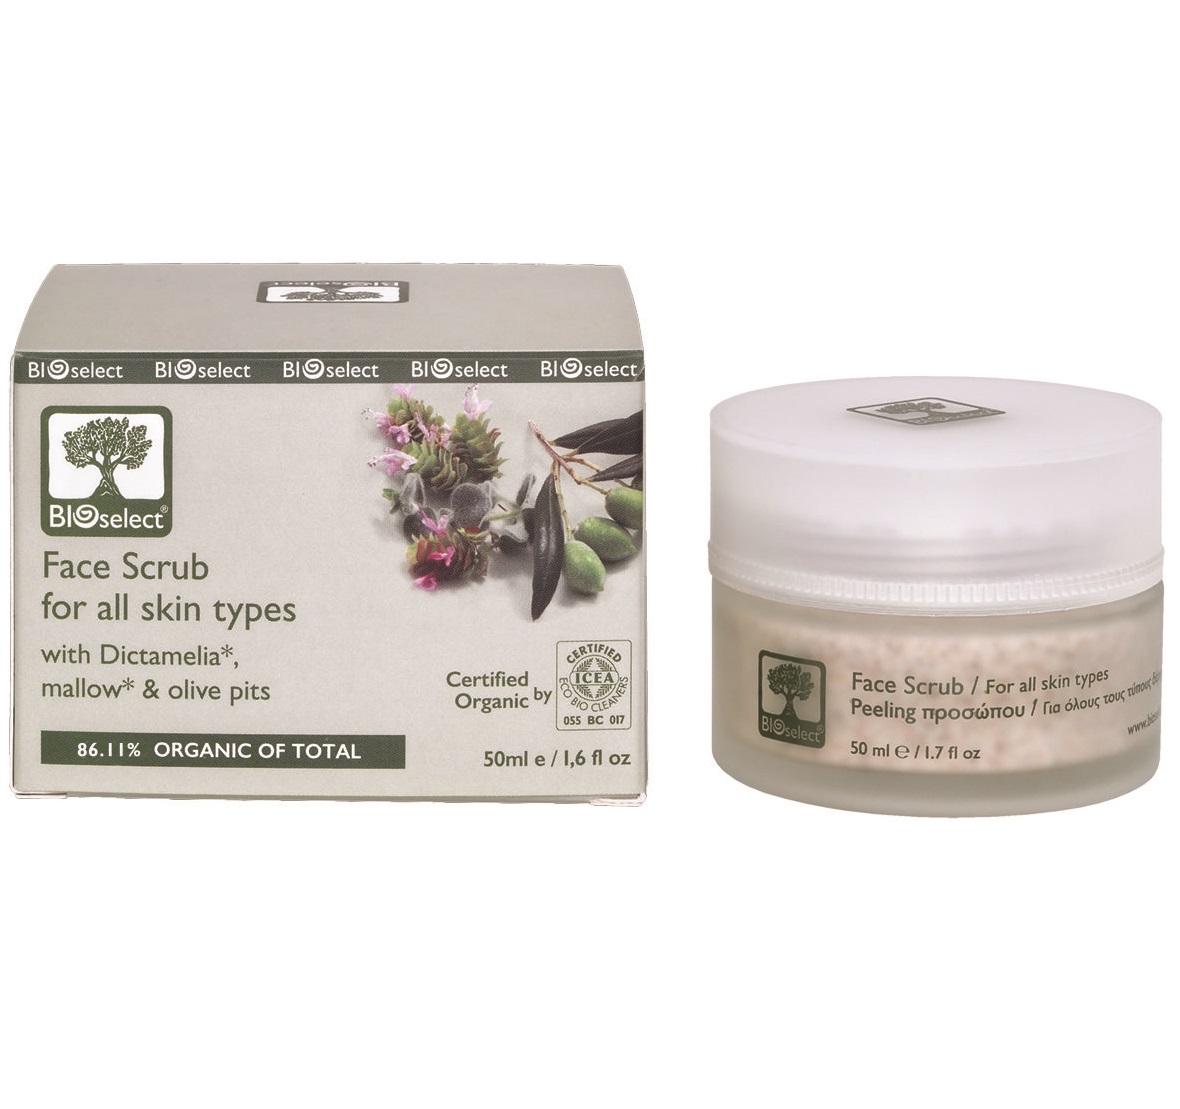 BIOselect
BIOselect BIOselect BIOselect BIOselect BIOselect
BIOselect®
Face Scrub
for all skin types
with Dictamelia*,
mallow* & olive pits
86.11% ORGANIC OF TOTAL
Certified
Organic by
CERTIFIED
ICEA
ECO BIO CLEANERS
055 BC 017
50ml e / 1,6 fl oz
BIOselect
Face Scrub / For all skin types
Peeling προσώπου / Για όλους τους τύπους
50 ml ℮ / 1.7 fl oz